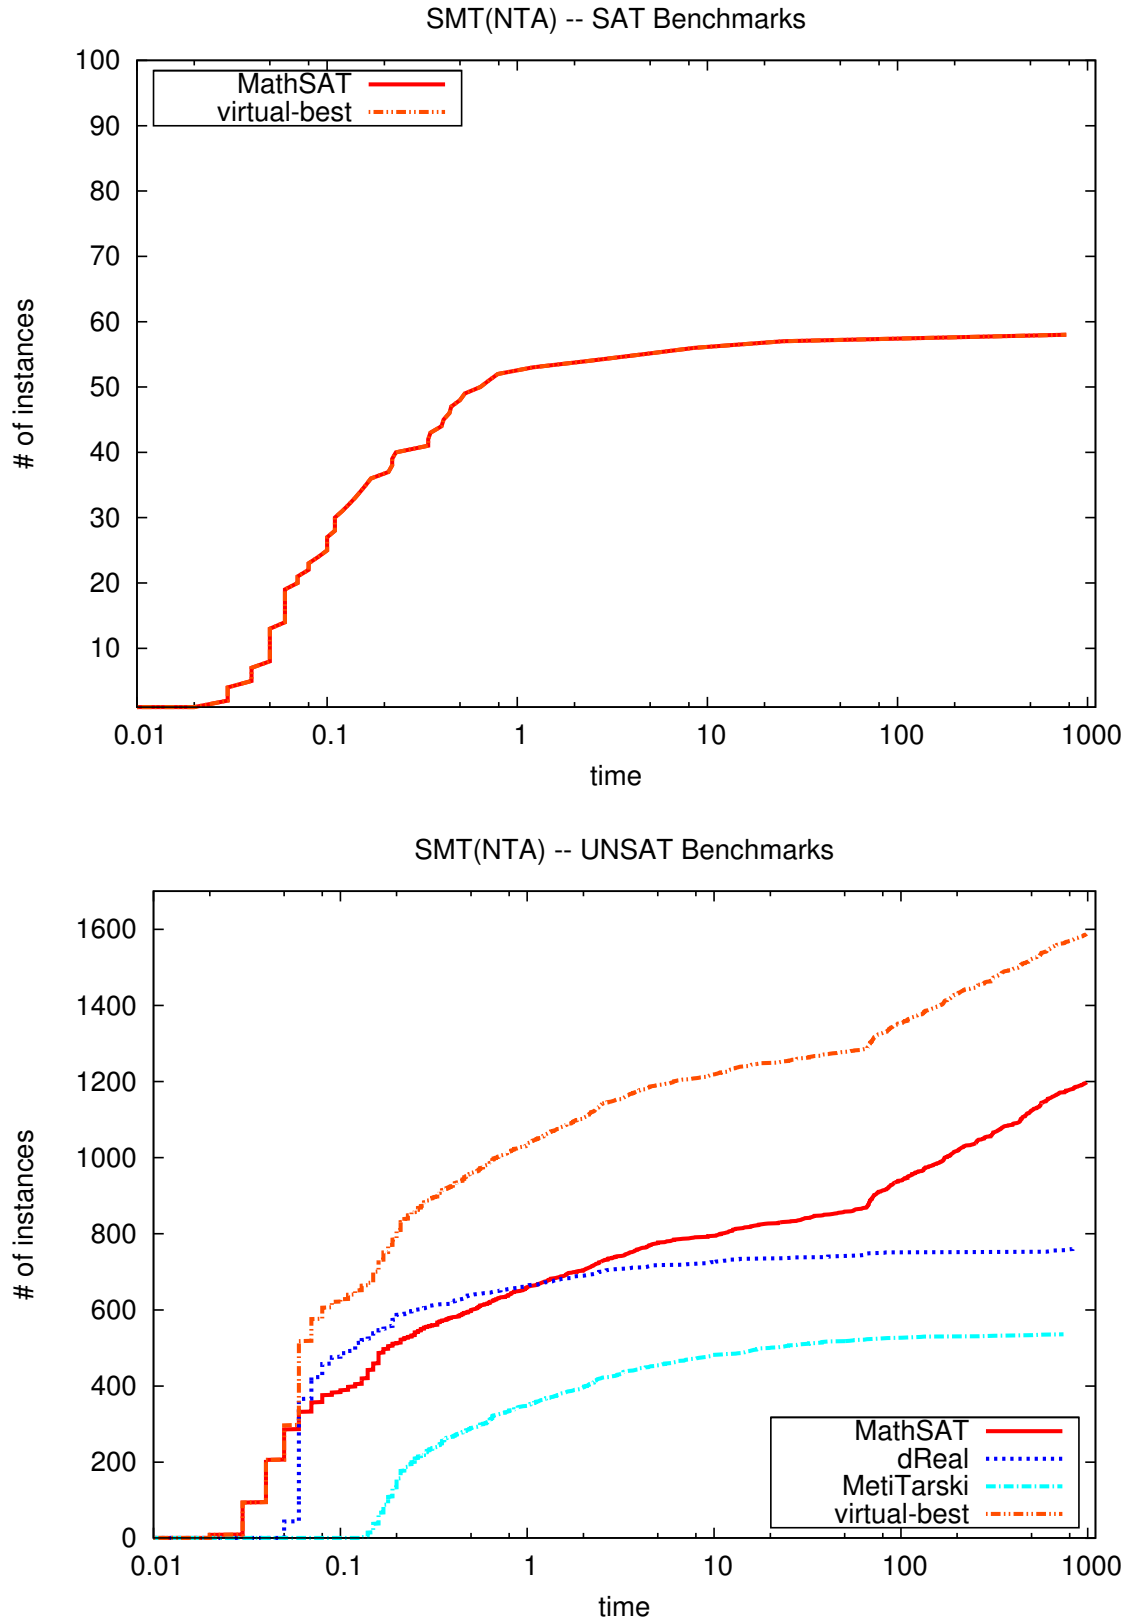 SMT(NTA) -- SAT Benchmarks
MathSAT
virtual-best
100
90
80
70
60
50
40
30
20
10
# of instances
0.01 0.1 1 10 100 1000
time
SMT(NTA) -- UNSAT Benchmarks
1600
1400
1200
1000
800
600
400
200
0
# of instances
MathSAT
dReal
MetiTarski
virtual-best
0.01 0.1 1 10 100 1000
time